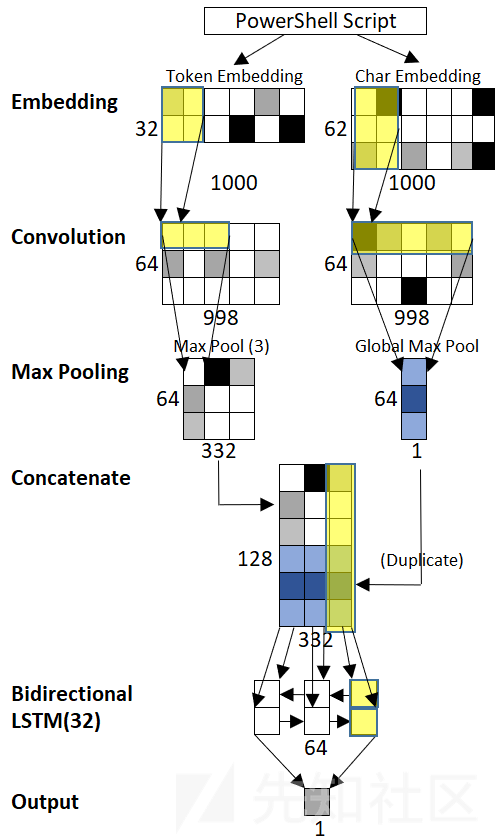 PowerShell Script
Token Embedding
Char Embedding
Embedding
32
62
1000
1000
Convolution
64
64
998
998
Max Pool (3)
Global Max Pool
Max Pooling
64
64
332
1
Concatenate
128
(Duplicate)
332
Bidirectional
LSTM(32)
64
Output
1
先知社区